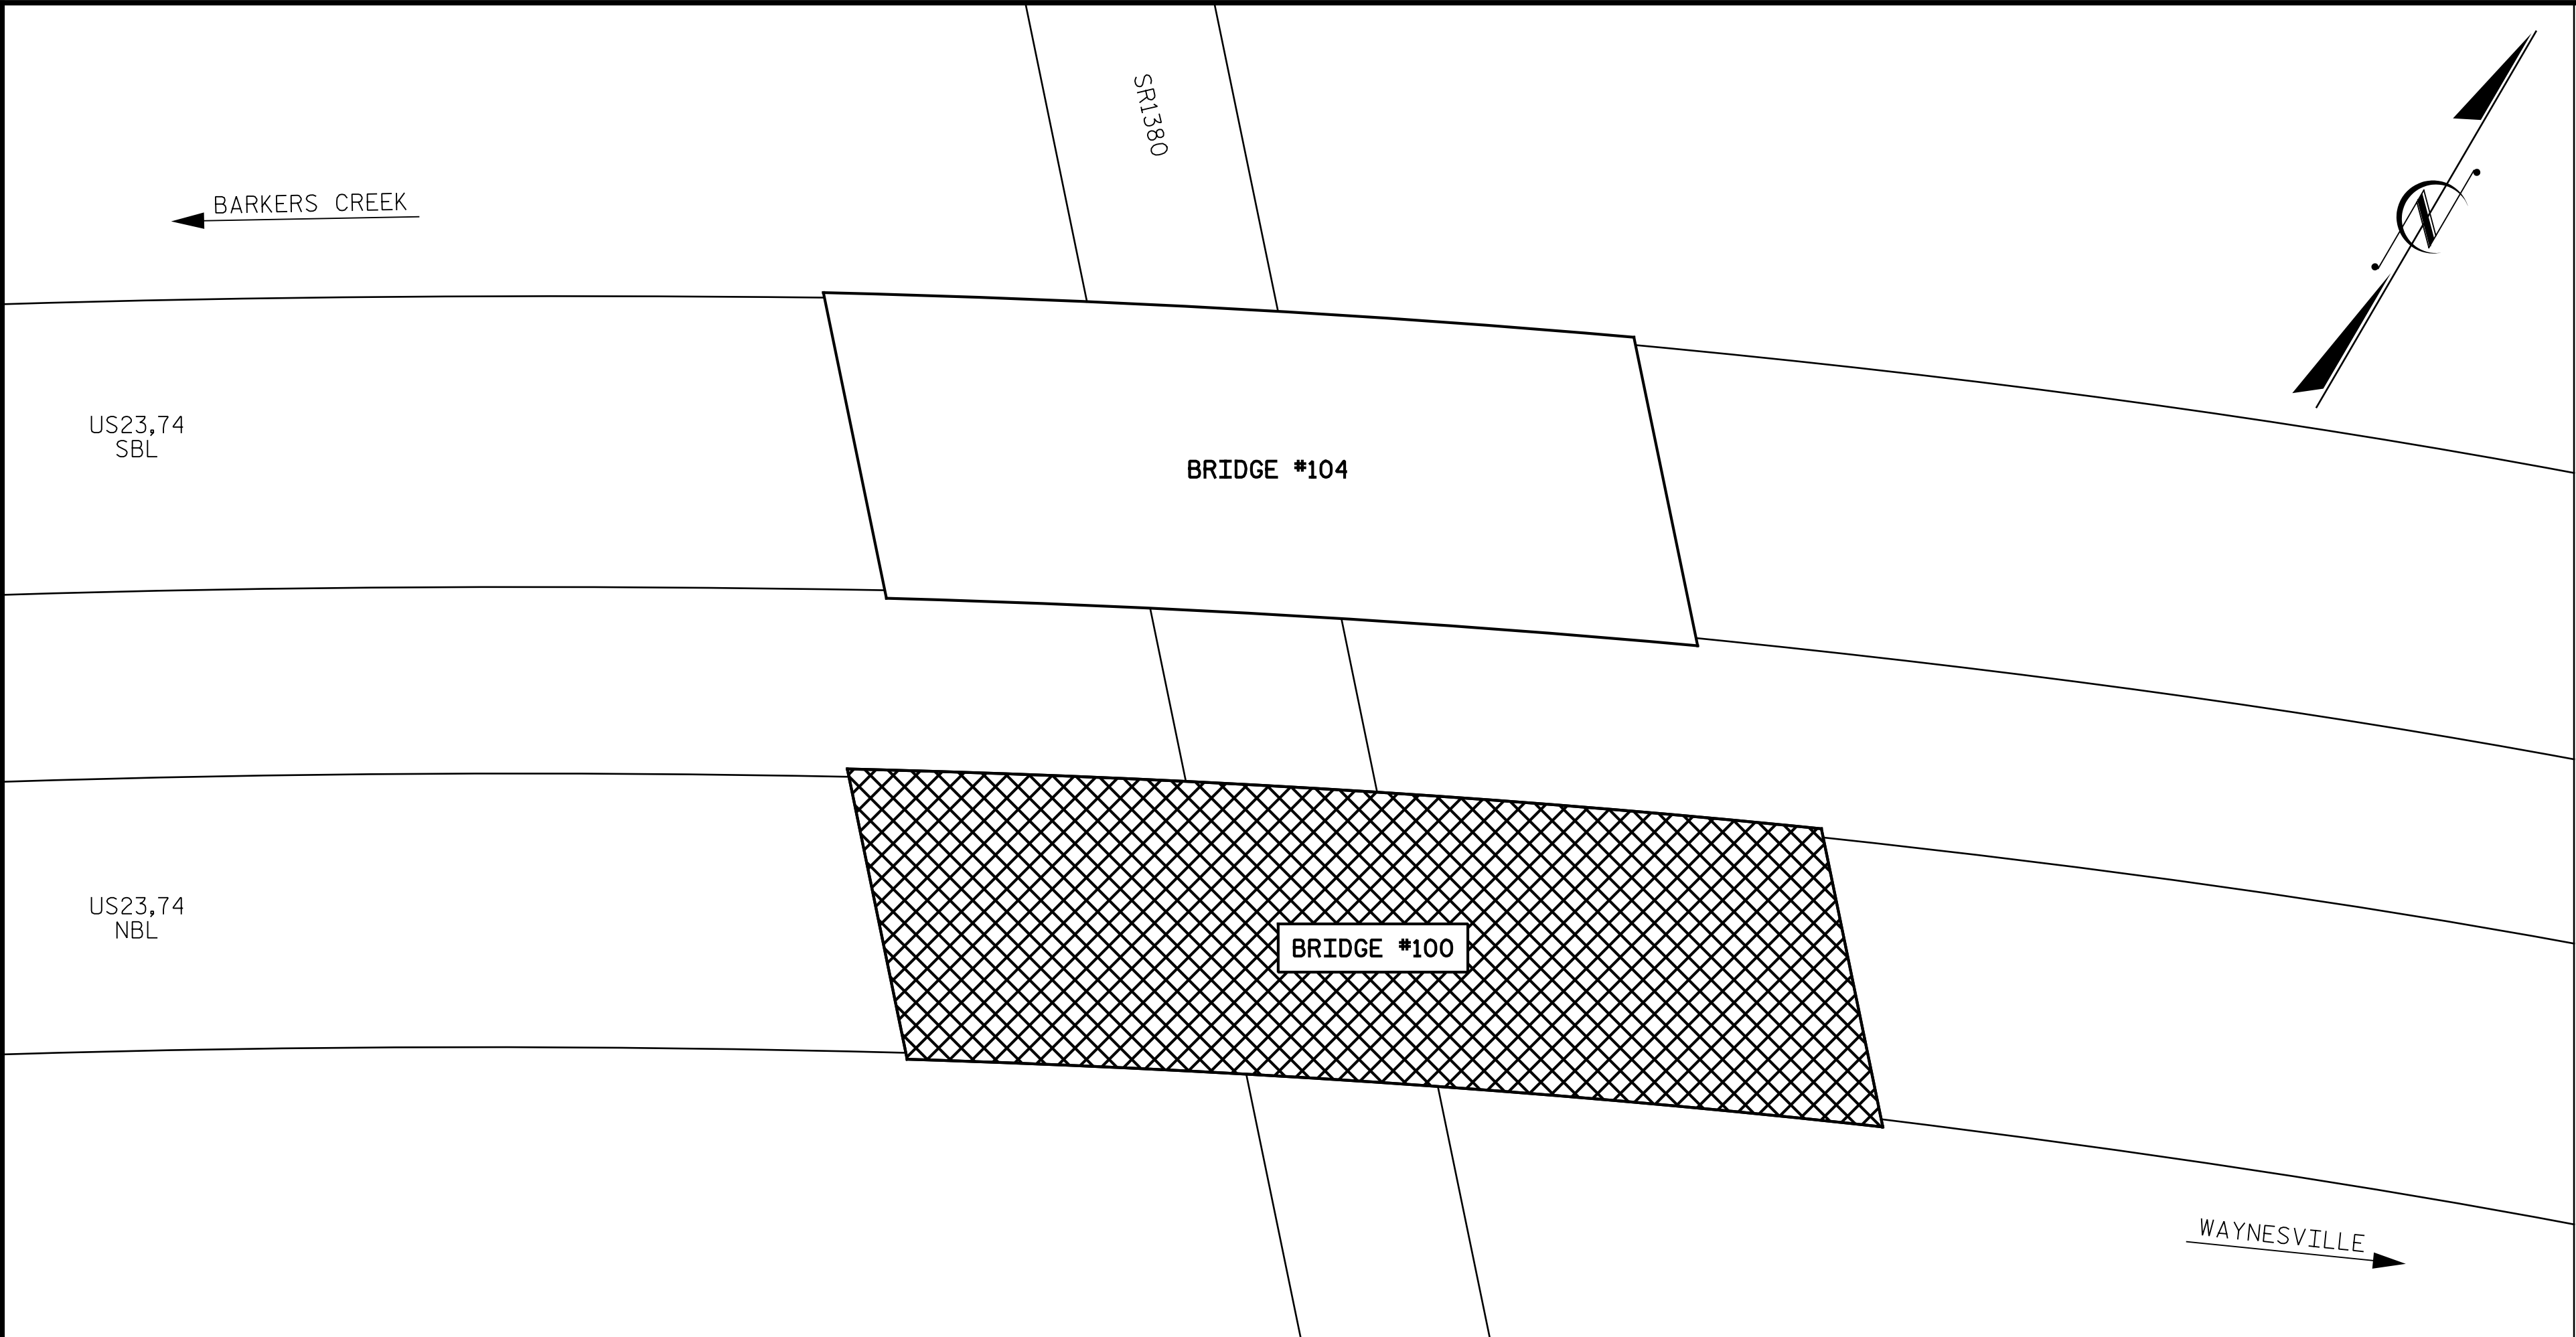 SR1380
BARKERS CREEK
US23,74
SBL
BRIDGE #104
US23,74
NBL
BRIDGE #100
WAYNESVILLE
N